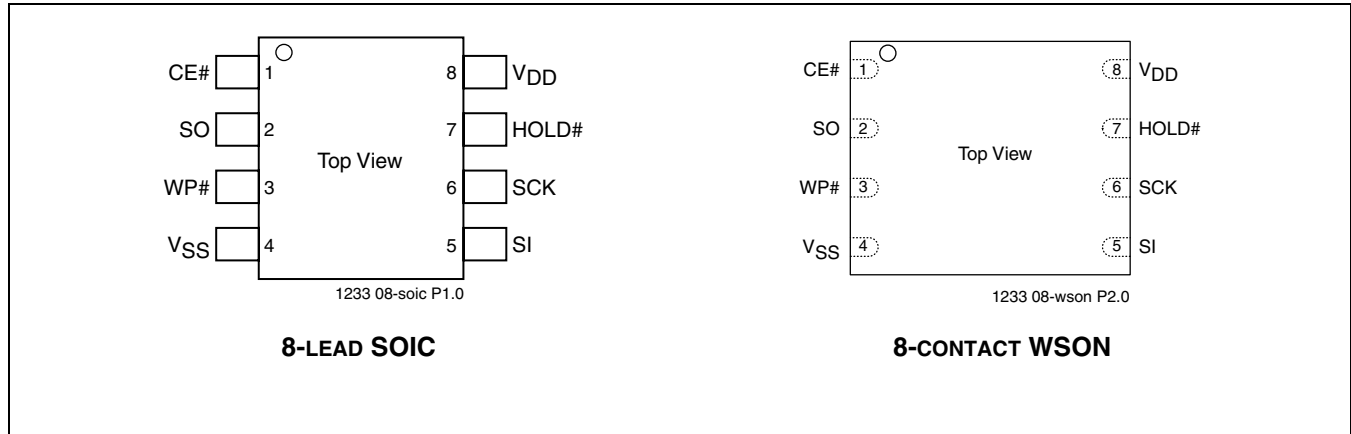 CE# 1 8 VDD
SO 2 7 HOLD#
Top View
WP# 3 6 SCK
VSS 4 5 SI
1233 08-soic P1.0
8-LEAD SOIC
CE# 1 8 VDD
SO 2 7 HOLD#
Top View
WP# 3 6 SCK
VSS 4 5 SI
1233 08-wson P2.0
8-CONTACT WSON